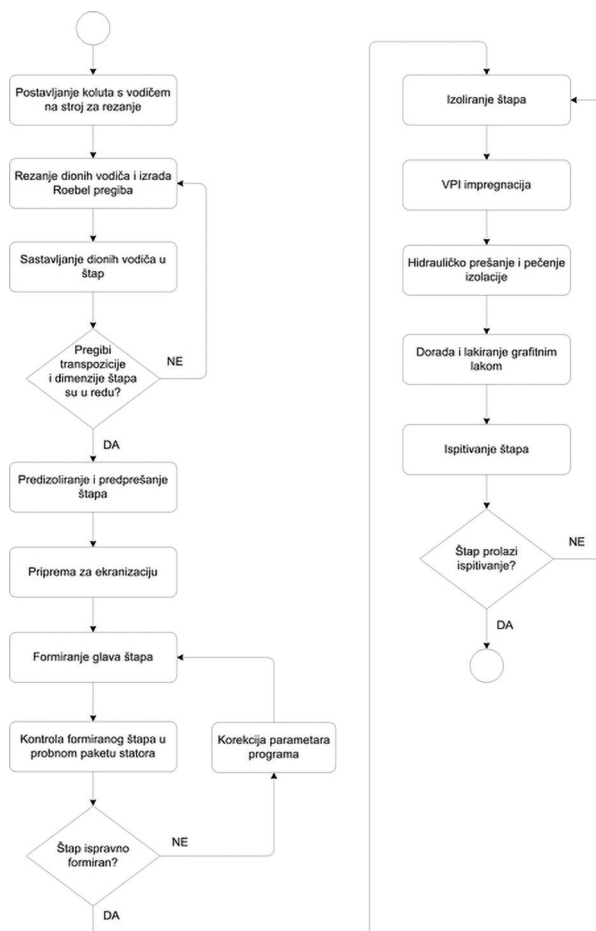 Postavljanje koluta s vodičem
na stroj za rezanje
Rezanje dionih vodiča i izrada
Roebel pregiba
Sastavljanje dionih vodiča u
štap
Pregibi
transpozicije
i dimenzije štapa
su u redu?
NE
DA
Predizoliranje i predprešanje
štapa
Priprema za ekranizaciju
Formiranje glava štapa
Kontrola formiranog štapa u
probnom paketu statora
Korekcija parametara
programa
Štap ispravno
formiran?
NE
DA
Izoliranje štapa
VPI impregnacija
Hidrauličko prešanje i pečenje
izolacije
Dorada i lakiranje grafitnim
lakom
Ispitivanje štapa
Štap prolazi
ispitivanje?
NE
DA